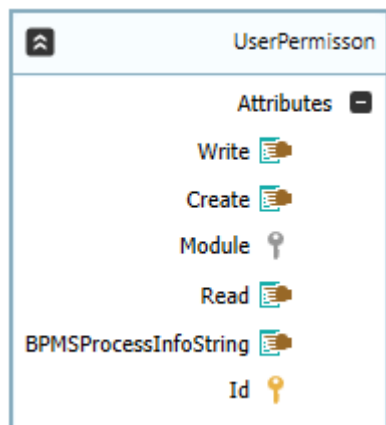 UserPermisson
Attributes
Write
Create
Module
Read
BPMSProcessInfoString
Id